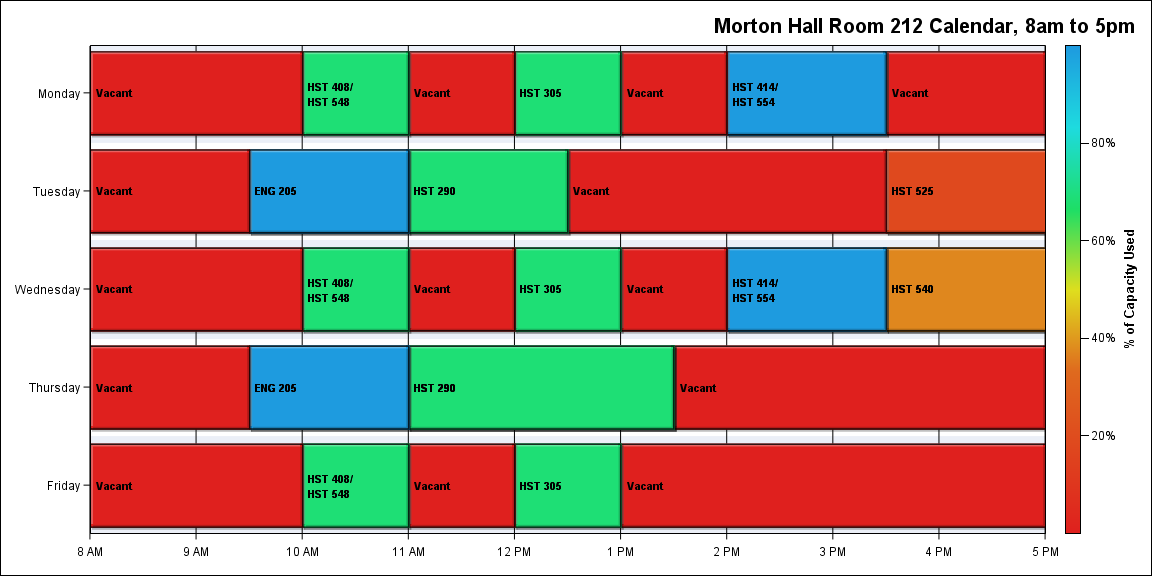 Morton Hall Room 212 Calendar, 8am to 5pm
Monday
Vacant
HST 408/
HST 548
Vacant
HST 305
Vacant
HST 414/
HST 554
Vacant
Tuesday
Vacant
ENG 205
HST 290
Vacant
HST 525
Wednesday
Vacant
HST 408/
HST 548
Vacant
HST 305
Vacant
HST 414/
HST 554
HST 540
Thursday
Vacant
ENG 205
HST 290
Vacant
Friday
Vacant
HST 408/
HST 548
Vacant
HST 305
Vacant
8 AM
9 AM
10 AM
11 AM
12 PM
1 PM
2 PM
3 PM
4 PM
5 PM
80%
60%
40%
20%
% of Capacity Used